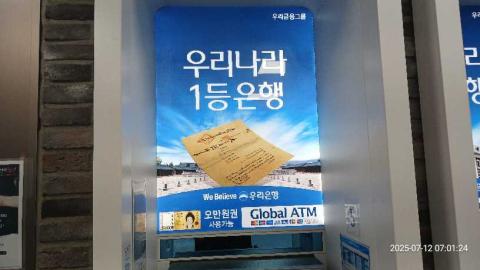 우리금융그룹
우리나라
1등은행
We Believe 우리은행
오만원권
사용가능
Global ATM
2025-07-12 07:01:24